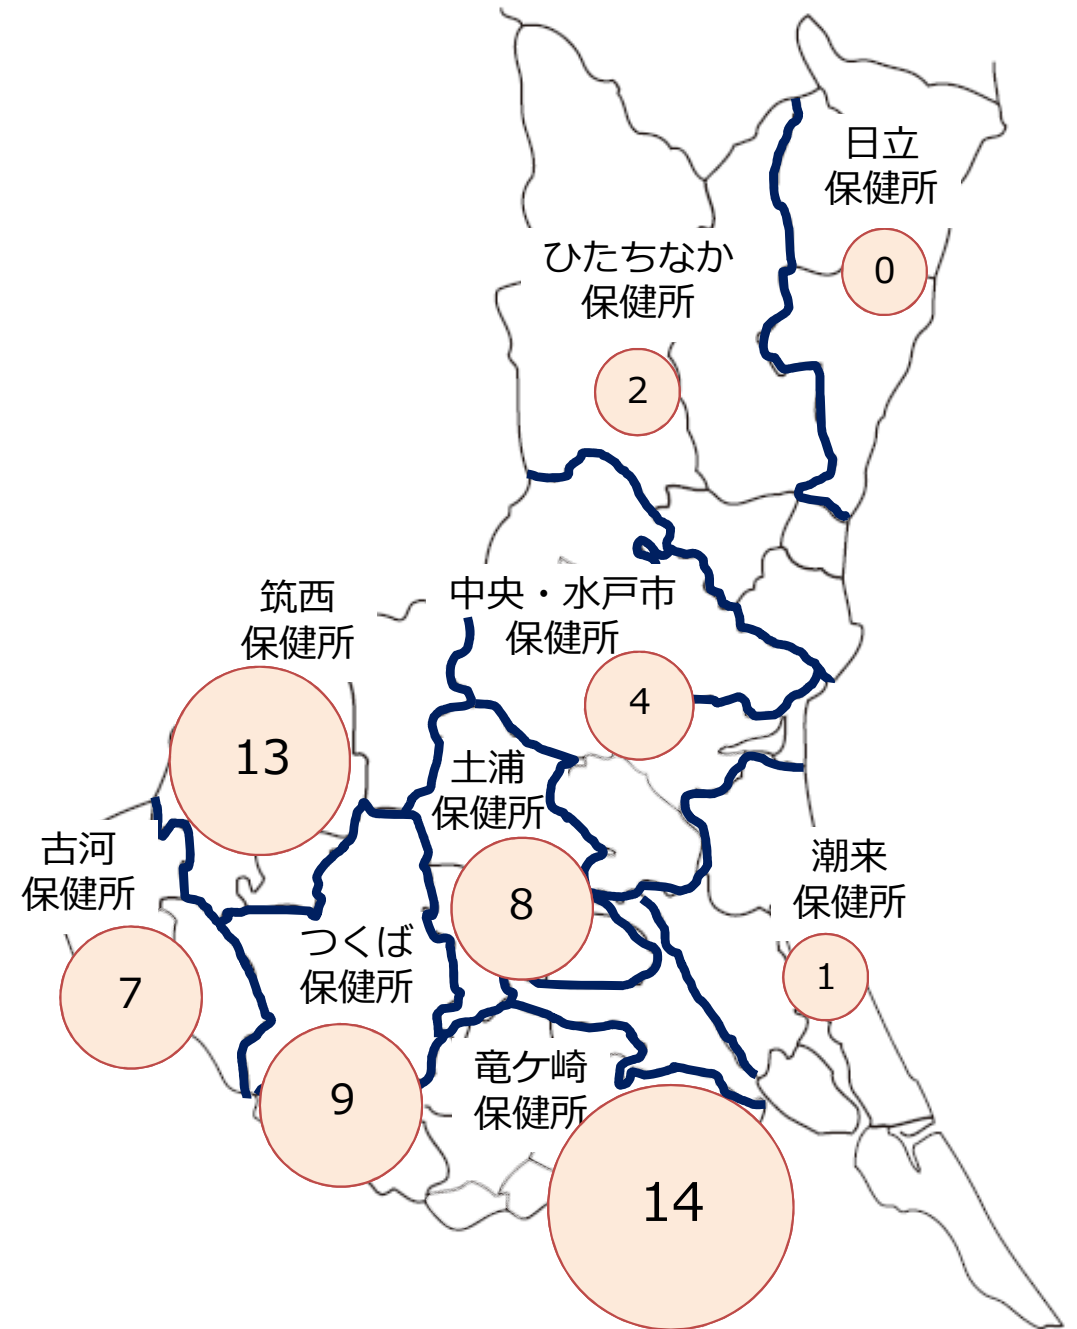 日立
保健所
0
ひたちなか
保健所
2
中央・水戸市
保健所
4
筑西
保健所
13
土浦
保健所
8
古河
保健所
7
つくば
保健所
9
潮来
保健所
1
竜ケ崎
保健所
14